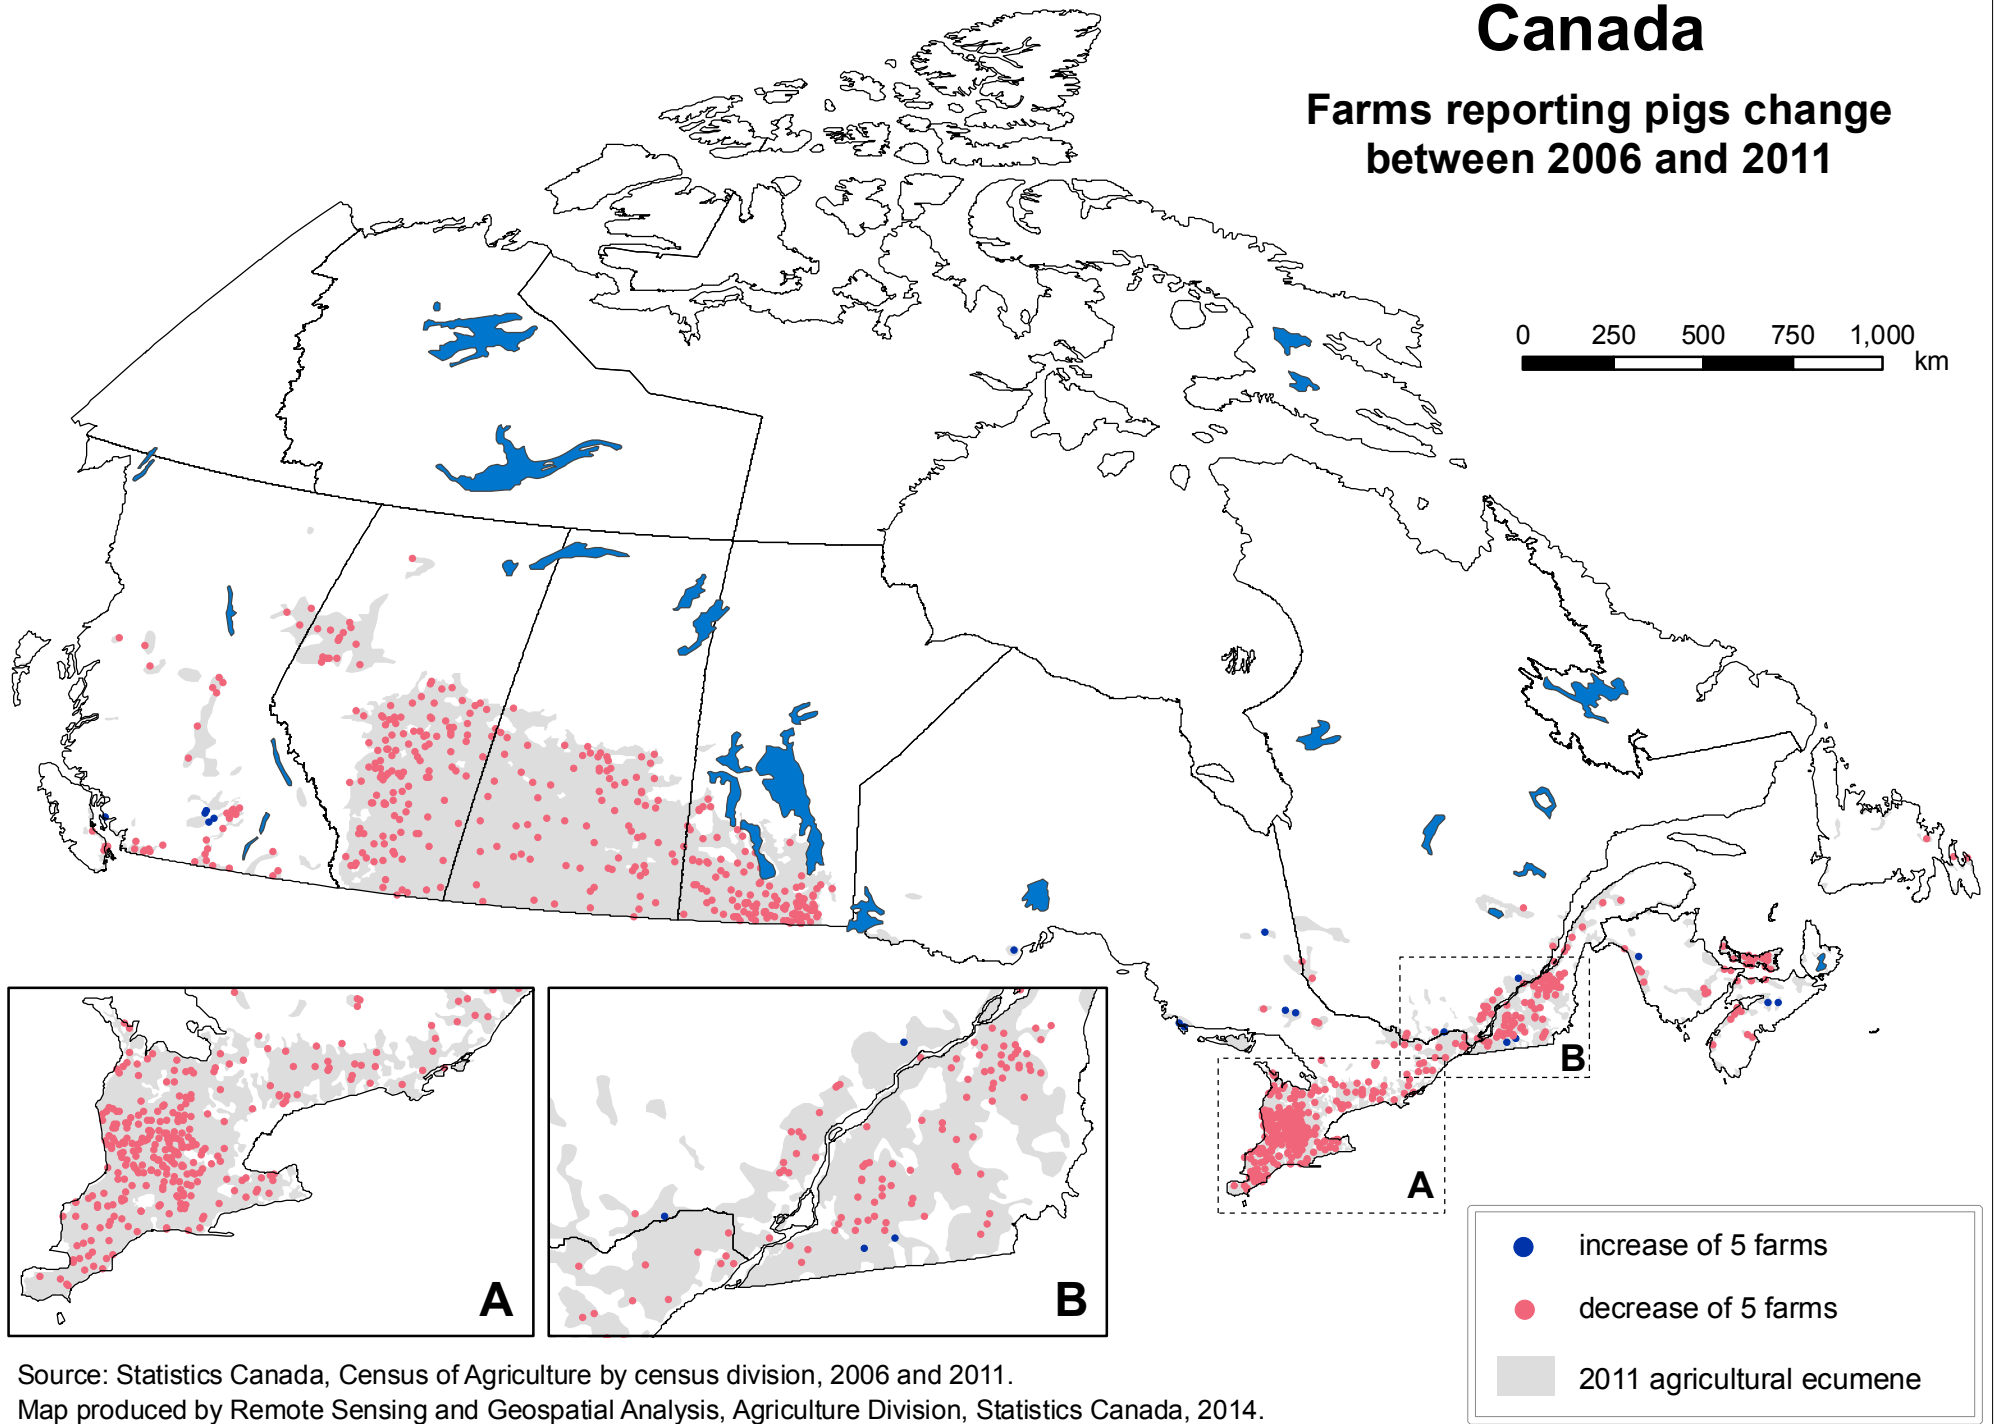 Canada
Farms reporting pigs change
between 2006 and 2011
0 250 500 750 1,000
km
B
A
A
B
increase of 5 farms
decrease of 5 farms
2011 agricultural ecumene
Source: Statistics Canada, Census of Agriculture by census division, 2006 and 2011.
Map produced by Remote Sensing and Geospatial Analysis, Agriculture Division, Statistics Canada, 2014.